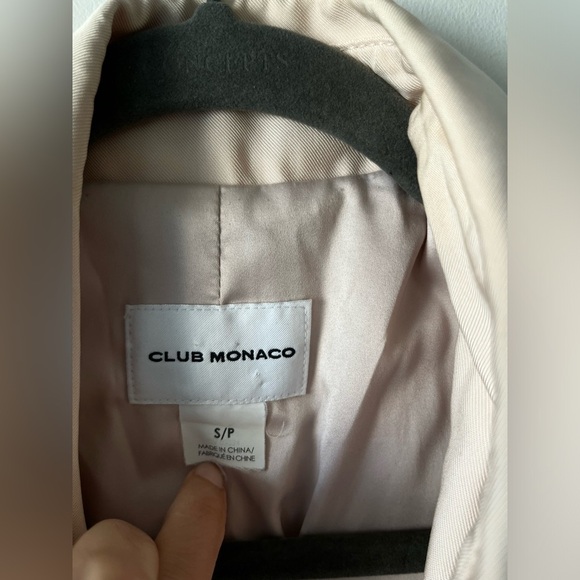 CLUB MONACO
S/P
MADE IN CHINA/
FABRIQUÉ EN CHINE